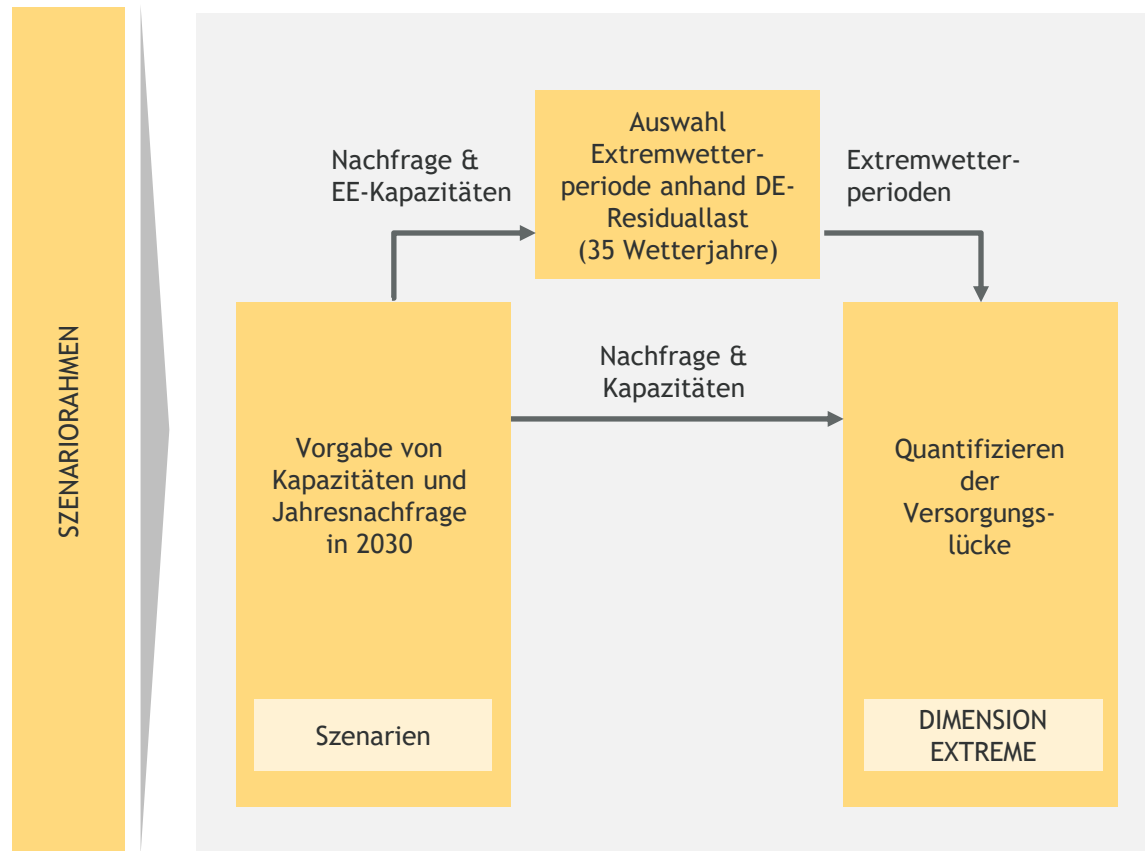 SZENARIORAHMEN
Nachfrage &
EE-Kapazitäten
Auswahl
Extremwetter-
periode anhand DE-
Residuallast
(35 Wetterjahre)
Extremwetter-
perioden
Nachfrage &
Kapazitäten
Vorgabe von
Kapazitäten und
Jahresnachfrage
in 2030
Szenarien
Quantifizieren
der
Versorgungs-
lücke
DIMENSION
EXTREME